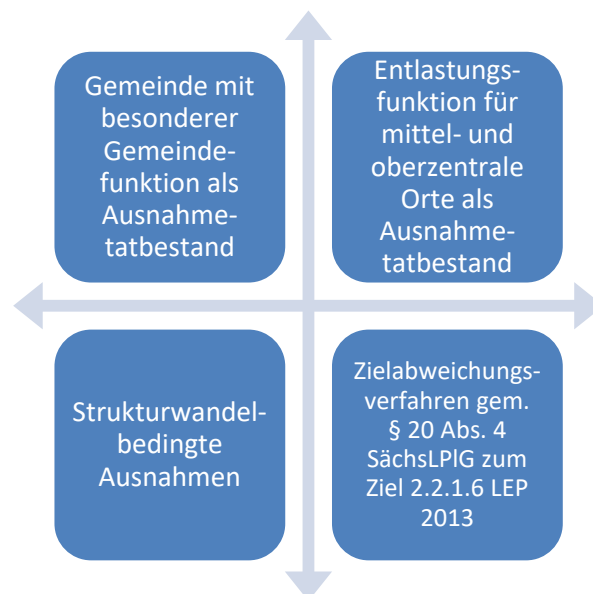 Gemeinde mit
besonderer
Gemeinde-
funktion als
Ausnahme-
tatbestand
Entlastungs-
funktion für
mittel- und
oberzentrale
Orte als
Ausnahme-
tatbestand
Strukturwandel-
bedingte
Ausnahmen
Zielabweichungs-
verfahren gem.
§ 20 Abs. 4
SächsLPlG zum
Ziel 2.2.1.6 LEP
2013